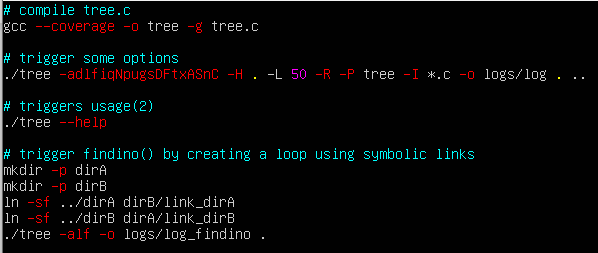 # compile tree.c
gcc --coverage -o tree -g tree.c
# trigger some options
./tree -adlfiqNpugsDFtxASnC -H . -L 50 -R -P tree -I *.c -o logs/log . ..
# triggers usage(2)
./tree --help
# trigger findino() by creating a loop using symbolic links
mkdir -p dirA
mkdir -p dirB
ln -sf ../dirA dirB/link_dirA
ln -sf ../dirB dirA/link_dirB
./tree -alf -o logs/log_findino .